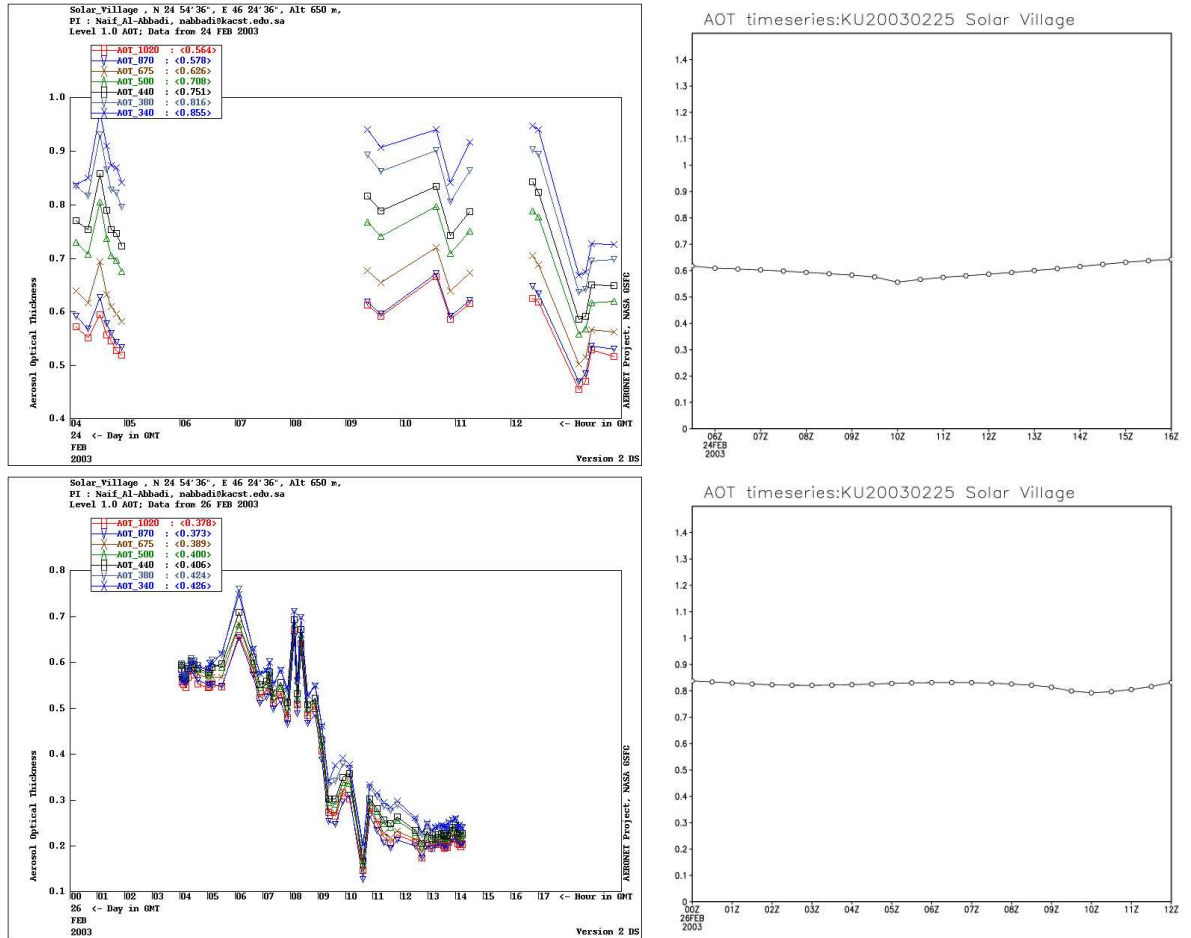 Solar_Village , N 24 54'36", E 46 24'36", Alt 650 m,
PI : Naif_Al-Abbadi, nabbadi@kacst.edu.sa
Level 1.0 AOT; Data from 24 FEB 2003
AOT_1020 : <0.564>
AOT_870 : <0.578>
AOT_675 : <0.626>
AOT_500 : <0.708>
AOT_440 : <0.751>
AOT_380 : <0.816>
AOT_340 : <0.855>
Aerosol Optical Thickness
1.0
0.9
0.8
0.7
0.6
0.5
0.4
04 05 06 07 08 09 10 11 12 <- Hour in GMT
24 <- Day in GMT
FEB
2003
AERONET Project, NASA GSFC
Version 2 DS
AOT timeseries:KU20030225 Solar Village
1.4
1.3
1.2
1.1
1
0.9
0.8
0.7
0.6
0.5
0.4
0.3
0.2
0.1
0
06Z 07Z 08Z 09Z 10Z 11Z 12Z 13Z 14Z 15Z 16Z
24FEB
2003
Solar_Village , N 24 54'36", E 46 24'36", Alt 650 m,
PI : Naif_Al-Abbadi, nabbadi@kacst.edu.sa
Level 1.0 AOT; Data from 26 FEB 2003
AOT_1020 : <0.378>
AOT_870 : <0.373>
AOT_675 : <0.389>
AOT_500 : <0.400>
AOT_440 : <0.406>
AOT_380 : <0.424>
AOT_340 : <0.426>
Aerosol Optical Thickness
0.8
0.7
0.6
0.5
0.4
0.3
0.2
0.1
00 01 03 04 05 06 07 08 09 10 11 12 13 14 16 17 <- Hour in GMT
26 <- Day in GMT
FEB
2003
AERONET Project, NASA GSFC
Version 2 DS
AOT timeseries:KU20030225 Solar Village
1.4
1.3
1.2
1.1
1
0.9
0.8
0.7
0.6
0.5
0.4
0.3
0.2
0.1
0
00Z 01Z 02Z 03Z 04Z 05Z 06Z 07Z 08Z 09Z 10Z 11Z 12Z
26FEB
2003